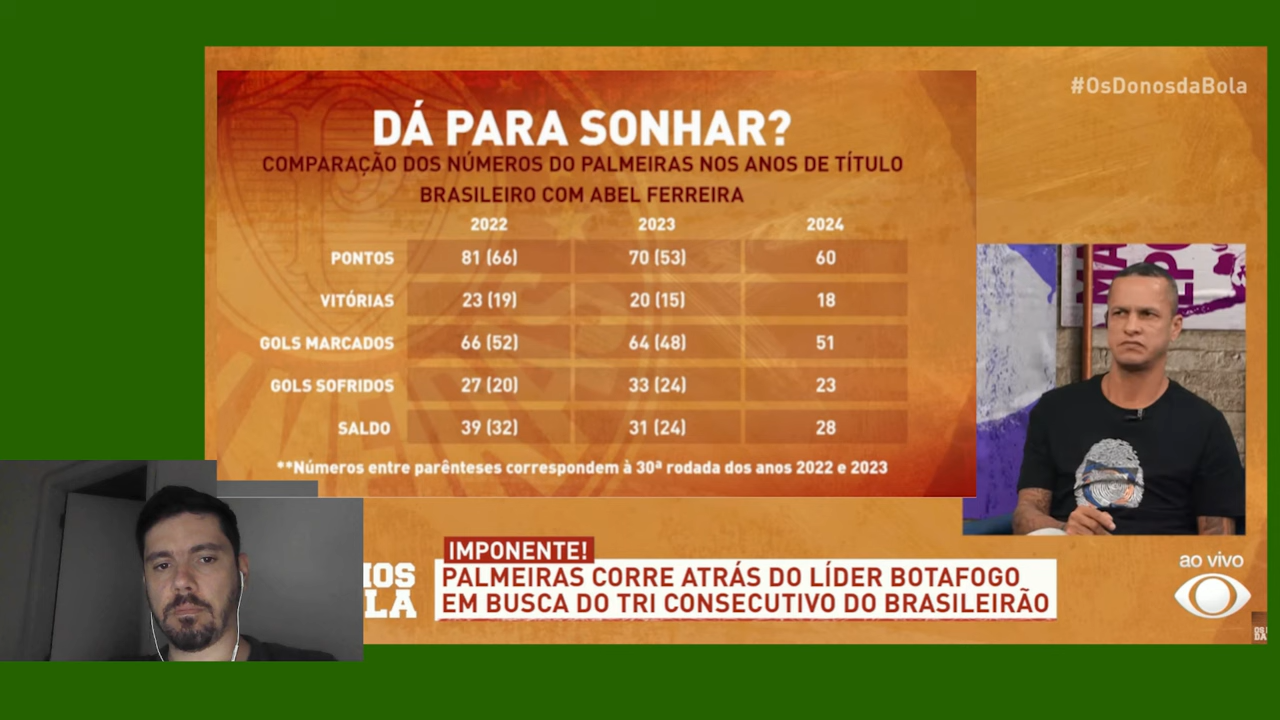 #OsDonosdaBola
DÁ PARA SONHAR?
COMPARAÇÃO DOS NÚMEROS DO PALMEIRAS NOS ANOS DE TÍTULO
BRASILEIRO COM ABEL FERREIRA
2022 2023 2024
PONTOS 81 (66) 70 (53) 60
VITÓRIAS 23 (19) 20 (15) 18
GOLS MARCADOS 66 (52) 64 (48) 51
GOLS SOFRIDOS 27 (20) 33 (24) 23
SALDO 39 (32) 31 (24) 28
**Números entre parênteses correspondem à 30ª rodada dos anos 2022 e 2023
IMPONENTE!
PALMEIRAS CORRE ATRÁS DO LÍDER BOTAFOGO
EM BUSCA DO TRI CONSECUTIVO DO BRASILEIRÃO
ao vivo